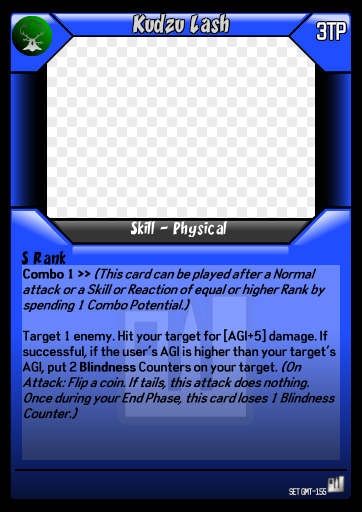 Kudzu Lash
3TP
Skill - Physical
S Rank
Combo 1 >> (This card can be played after a Normal
attack or a Skill or Reaction of equal or higher Rank by
spending 1 Combo Potential.)
Target 1 enemy. Hit your target for [AGI+5] damage. If
successful, if the user's AGI is higher than your target's
AGI, put 2 Blindness Counters on your target. (On
Attack: Flip a coin. If tails, this attack does nothing.
Once during your End Phase, this card loses 1 Blindness
Counter.)
SET GMT-155